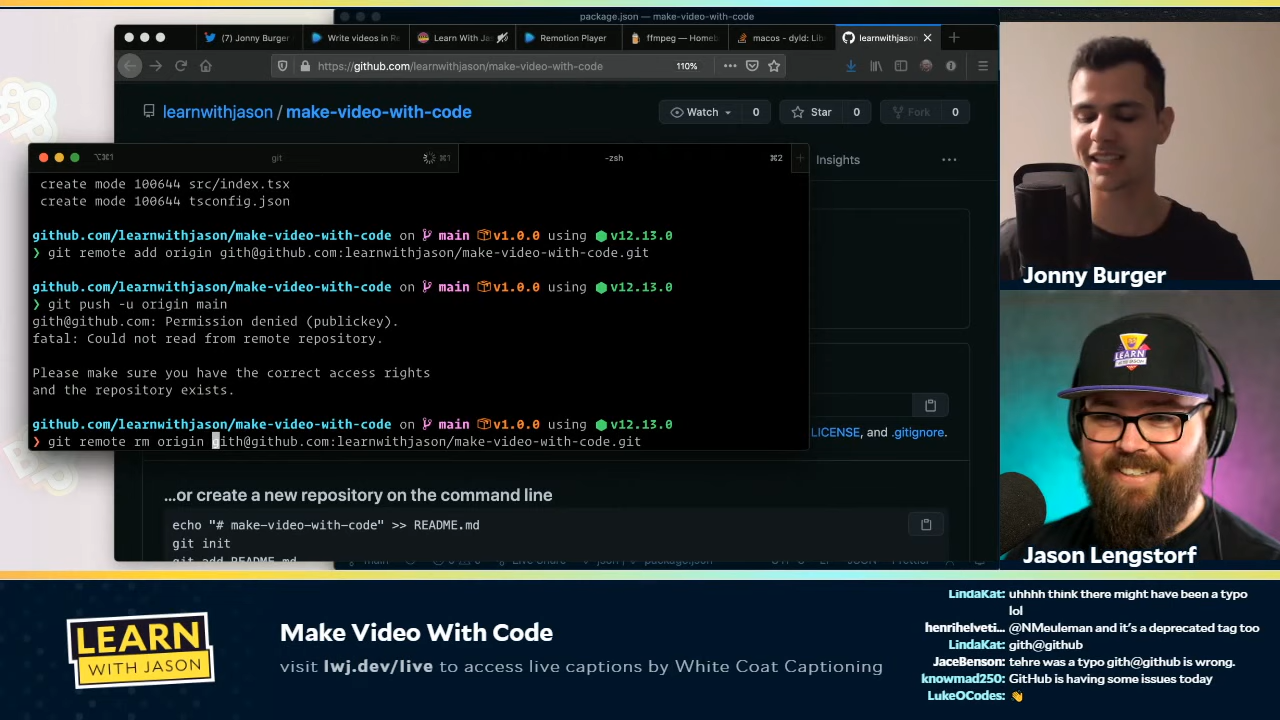 package.json — make-video-with-code
(7) Jonny Burger
Write videos in Re
Learn With Ja
Remotion Player
ffmpeg — Homeb
macos - dyld: Lib
learnwithjason
https://github.com/learnwithjason/make-video-with-code
110%
learnwithjason / make-video-with-code
Watch 0
Star 0
Fork 0
⌥⌘1
git
⌘1
-zsh
⌘2
Insights
create mode 100644 src/index.tsx
create mode 100644 tsconfig.json
github.com/learnwithjason/make-video-with-code on main v1.0.0 using v12.13.0
❯ git remote add origin gith@github.com:learnwithjason/make-video-with-code.git
github.com/learnwithjason/make-video-with-code on main v1.0.0 using v12.13.0
❯ git push -u origin main
gith@github.com: Permission denied (publickey).
fatal: Could not read from remote repository.
Please make sure you have the correct access rights
and the repository exists.
github.com/learnwithjason/make-video-with-code on main v1.0.0 using v12.13.0
❯ git remote rm origin gith@github.com:learnwithjason/make-video-with-code.git
LICENSE, and .gitignore.
…or create a new repository on the command line
echo "# make-video-with-code" >> README.md
git init
git add README.md
Jonny Burger
LEARN
Jason Lengstorf
LEARN
WITH JASON
Make Video With Code
visit lwj.dev/live to access live captions by White Coat Captioning
LindaKat: uhhhh think there might have been a typo
lol
henrihelveti... @NMeuleman and it's a deprecated tag too
LindaKat: gith@github
JaceBenson: tehre was a typo gith@github is wrong.
knowmad250: GitHub is having some issues today
LukeOCodes: 👋